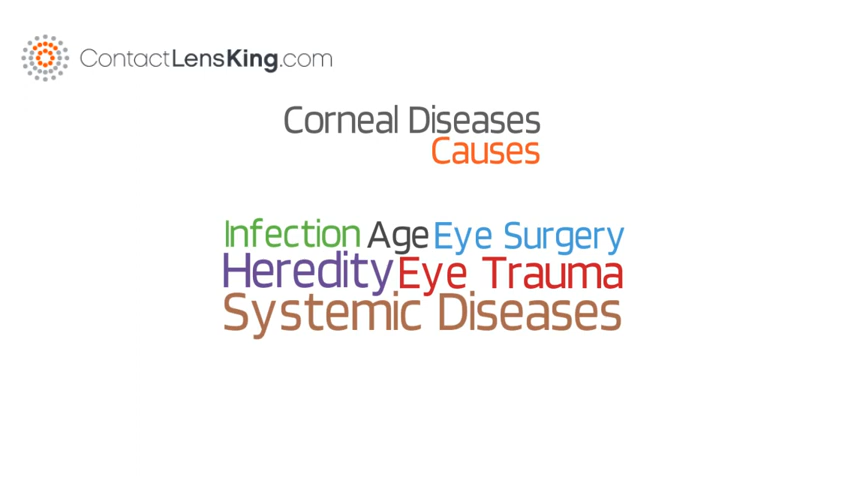 ContactLensKing.com
Corneal Diseases
Causes
Infection Age Eye Surgery
Heredity Eye Trauma
Systemic Diseases